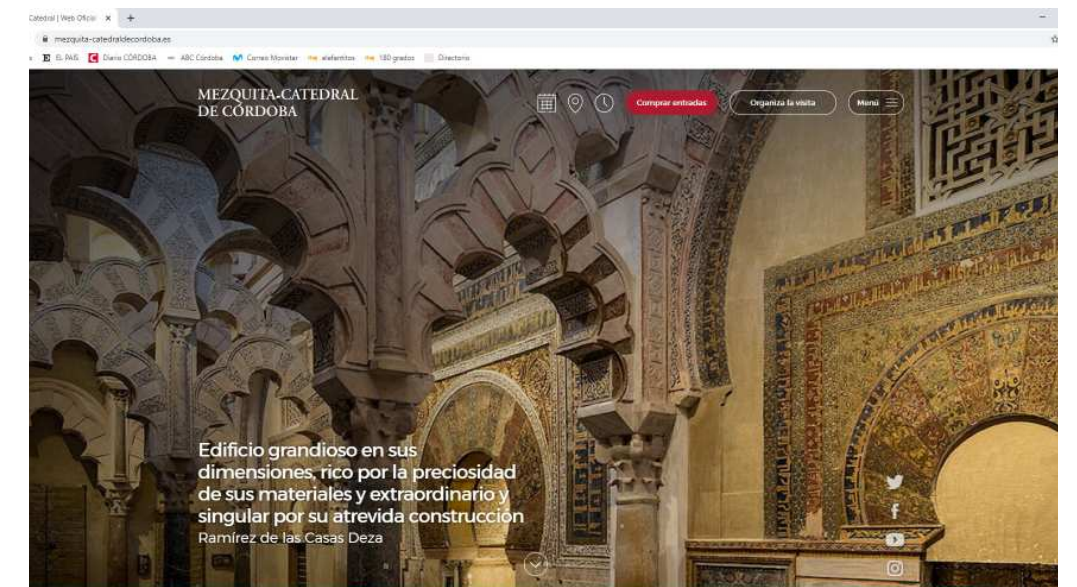 Catedral | Web Oficial
mezquita-catedraldecordoba.es
EL PAÍS Diario CÓRDOBA ABC Córdoba Correo Movistar 180 grados Directorio
MEZQUITA-CATEDRAL
DE CÓRDOBA
Comprar entradas Organiza la visita Menú
Edificio grandioso en sus
dimensiones, rico por la preciosidad
de sus materiales y extraordinario y
singular por su atrevida construcción
Ramírez de las Casas Deza